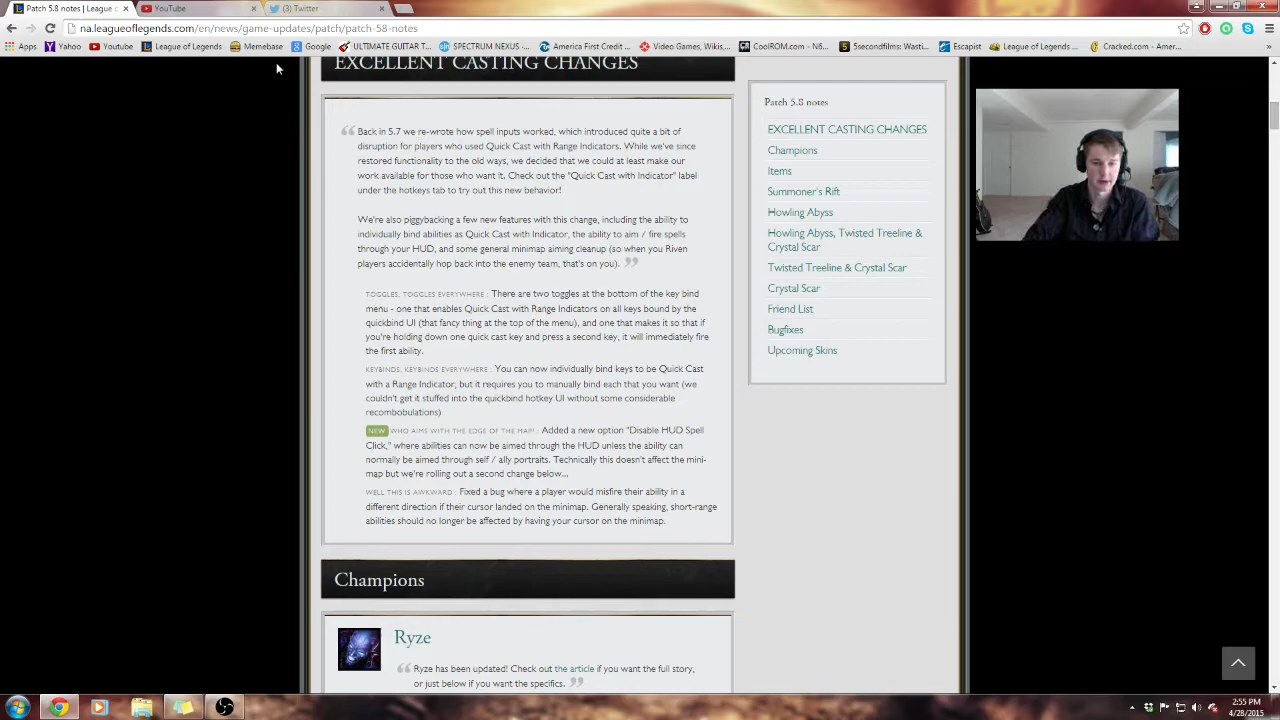 Patch 5.8 notes | League o
YouTube
(3) Twitter
na.leagueoflegends.com/en/news/game-updates/patch/patch-58-notes
Apps
Yahoo
Youtube
League of Legends
Memebase
Google
ULTIMATE GUITAR T...
SPECTRUM NEXUS -...
America First Credit ...
Video Games, Wikis,...
CoolROM.com - N6...
5secondfilms: Wasti...
Escapist
League of Legends ...
Cracked.com - Amer...
»
EXCELLENT CASTING CHANGES
Back in 5.7 we re-wrote how spell inputs worked, which introduced quite a bit of
disruption for players who used Quick Cast with Range Indicators. While we've since
restored functionality to the old ways, we decided that we could at least make our
work available for those who want it. Check out the "Quick Cast with Indicator" label
under the hotkeys tab to try out this new behavior!
We're also piggybacking a few new features with this change, including the ability to
individually bind abilities as Quick Cast with Indicator, the ability to aim / fire spells
through your HUD, and some general minimap aiming cleanup (so when you Riven
players accidentally hop back into the enemy team, that's on you).
TOGGLES, TOGGLES EVERYWHERE : There are two toggles at the bottom of the key bind
menu - one that enables Quick Cast with Range Indicators on all keys bound by the
quickbind UI (that fancy thing at the top of the menu), and one that makes it so that if
you're holding down one quick cast key and press a second key, it will immediately fire
the first ability.
KEYBINDS, KEYBINDS EVERYWHERE : You can now individually bind keys to be Quick Cast
with a Range Indicator, but it requires you to manually bind each that you want (we
couldn't get it stuffed into the quickbind hotkey UI without some considerable
recombobulations)
NEW WHO AIMS WITH THE EDGE OF THE MAP? : Added a new option "Disable HUD Spell
Click," where abilities can now be aimed through the HUD unless the ability can
normally be aimed through self / ally portraits. Technically this doesn't affect the mini-
map but we're rolling out a second change below...
WELL THIS IS AWKWARD : Fixed a bug where a player would misfire their ability in a
different direction if their cursor landed on the minimap. Generally speaking, short-range
abilities should no longer be affected by having your cursor on the minimap.
Champions
Ryze
Ryze has been updated! Check out the article if you want the full story,
or just below if you want the specifics.
Patch 5.8 notes
EXCELLENT CASTING CHANGES
Champions
Items
Summoner's Rift
Howling Abyss
Howling Abyss, Twisted Treeline &
Crystal Scar
Twisted Treeline & Crystal Scar
Crystal Scar
Friend List
Bugfixes
Upcoming Skins
2:55 PM
4/28/2015